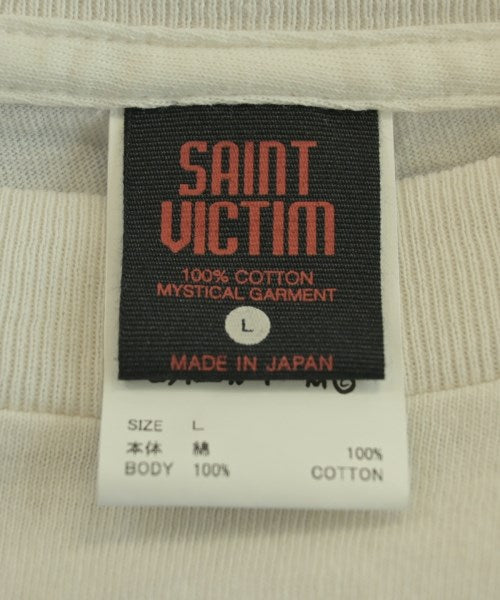 SAINT
VICTIM
100% COTTON
MYSTICAL GARMENT
L
MADE IN JAPAN
SIZE L
本体 綿 100%
BODY 100% COTTON